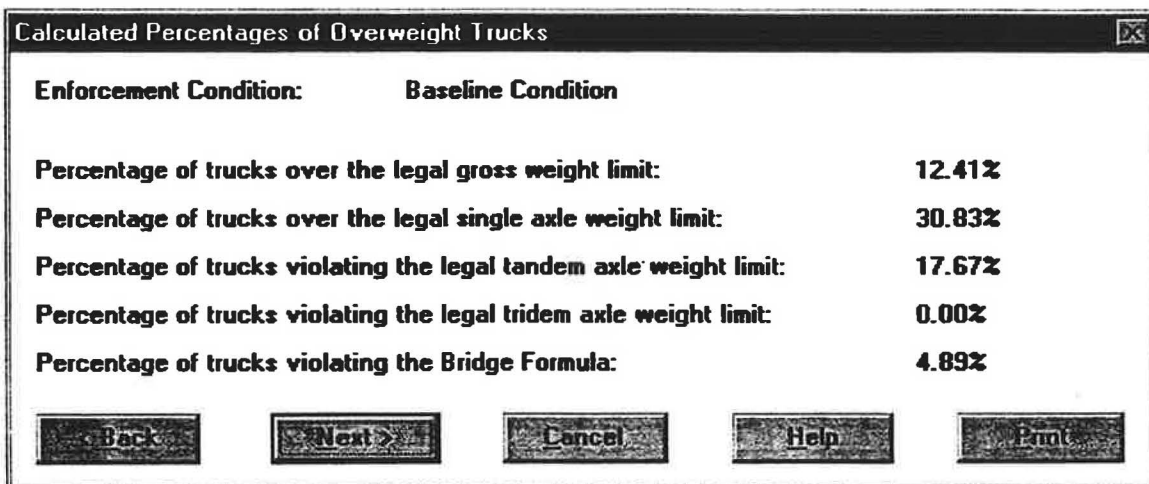 Calculated Percentages of Overweight Trucks
Enforcement Condition: Baseline Condition
Percentage of trucks over the legal gross weight limit: 12.41%
Percentage of trucks over the legal single axle weight limit: 30.83%
Percentage of trucks violating the legal tandem axle weight limit: 17.67%
Percentage of trucks violating the legal tridem axle weight limit: 0.00%
Percentage of trucks violating the Bridge Formula: 4.89%
< Back Next > Cancel Help Print